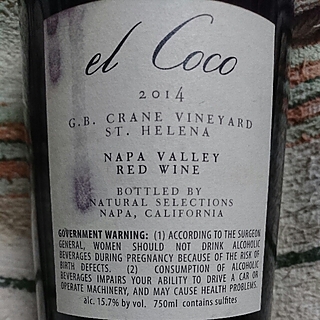 el Coco
2014
G.B. CRANE VINEYARD
ST. HELENA
NAPA VALLEY
RED WINE
BOTTLED BY
NATURAL SELECTIONS
NAPA, CALIFORNIA
GOVERNMENT WARNING: (1) ACCORDING TO THE SURGEON
GENERAL, WOMEN SHOULD NOT DRINK ALCOHOLIC
BEVERAGES DURING PREGNANCY BECAUSE OF THE RISK OF
BIRTH DEFECTS. (2) CONSUMPTION OF ALCOHOLIC
BEVERAGES IMPAIRS YOUR ABILITY TO DRIVE A CAR OR
OPERATE MACHINERY, AND MAY CAUSE HEALTH PROBLEMS.
alc. 15.7% by vol. 750ml contains sulfites